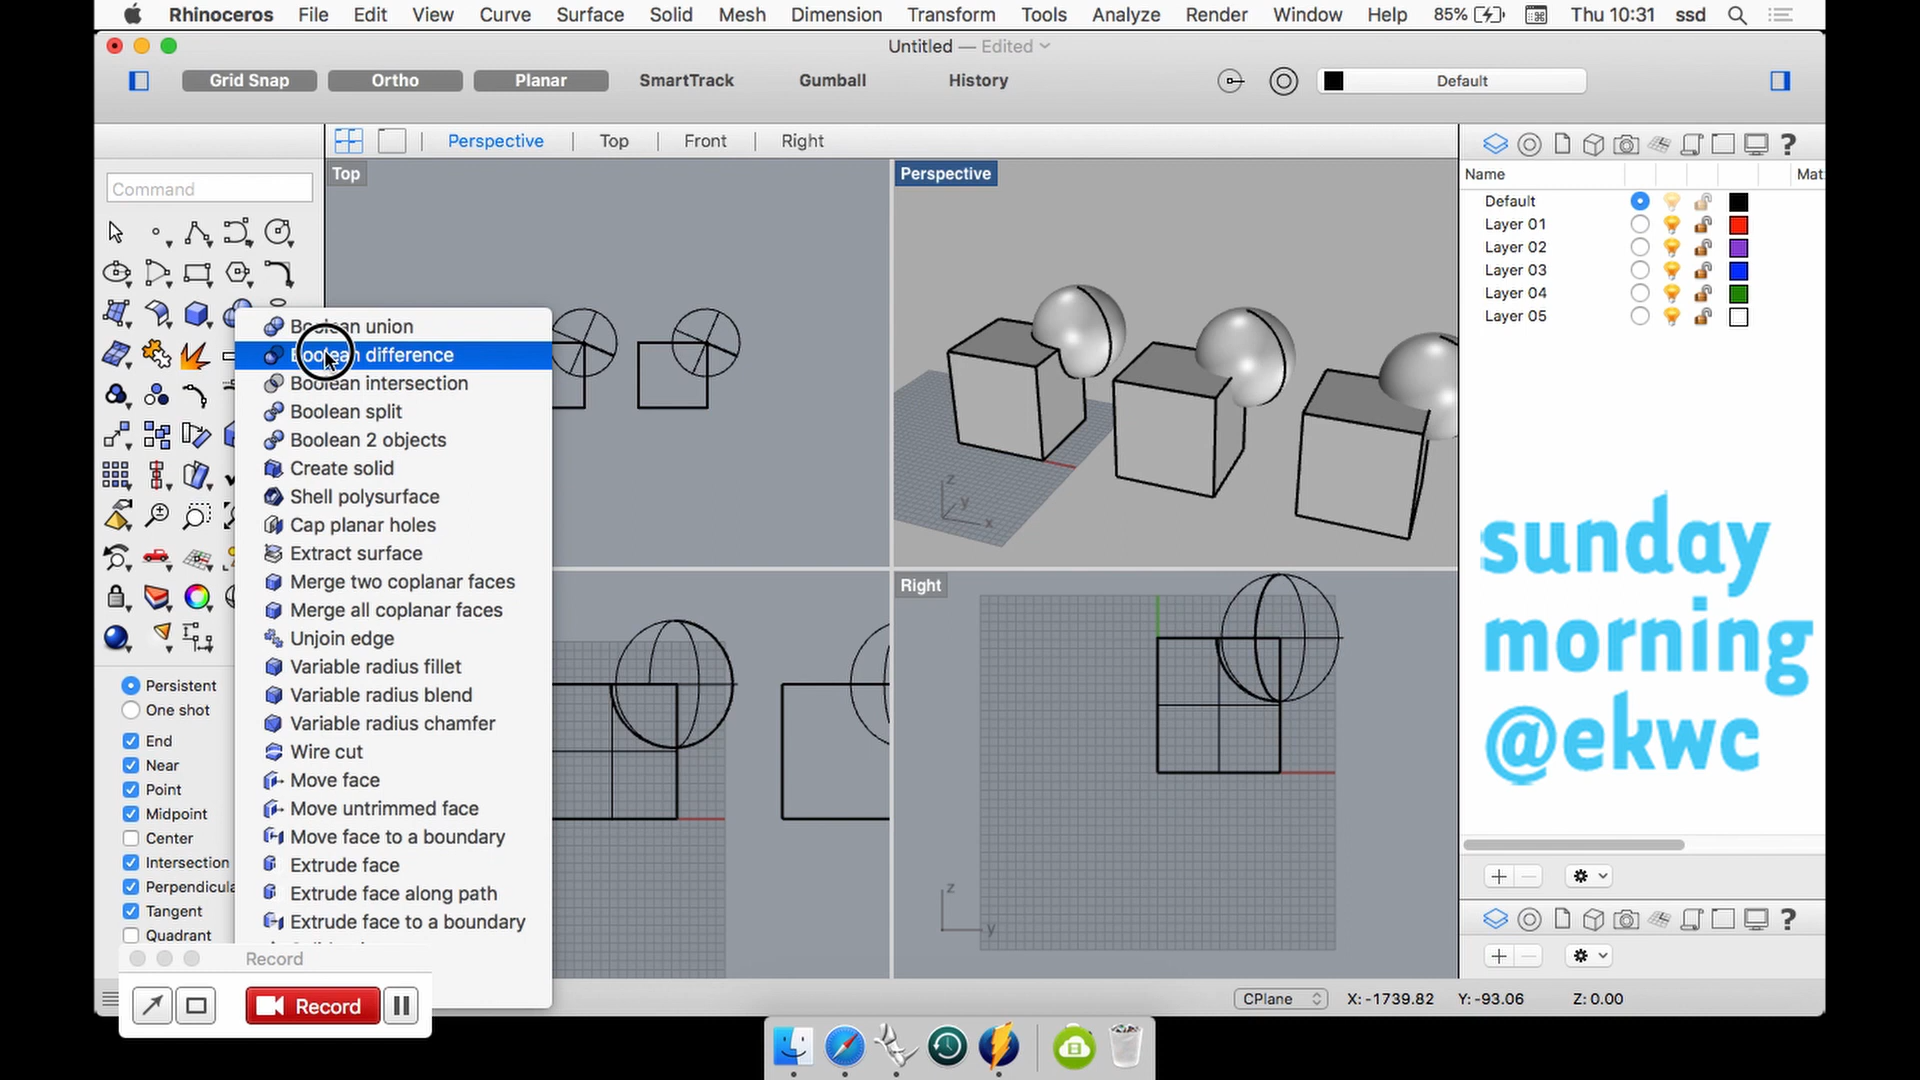 Rhinoceros File Edit View Curve Surface Solid Mesh Dimension Transform Tools Analyze Render Window Help 85% Thu 10:31 ssd
Untitled — Edited
Grid Snap Ortho Planar SmartTrack Gumball History Default
Perspective Top Front Right
Top
Perspective
Command
Name Mat
Default
Layer 01
Layer 02
Layer 03
Layer 04
Layer 05
Boolean union
Boolean difference
Boolean intersection
Boolean split
Boolean 2 objects
Create solid
Shell polysurface
Cap planar holes
Extract surface
Merge two coplanar faces
Merge all coplanar faces
Unjoin edge
Variable radius fillet
Variable radius blend
Variable radius chamfer
Wire cut
Move face
Move untrimmed face
Move face to a boundary
Extrude face
Extrude face along path
Extrude face to a boundary
z
y
x
Right
z
y
sunday
morning
@ekwc
Persistent
One shot
End
Near
Point
Midpoint
Center
Intersection
Perpendicula
Tangent
Quadrant
Record
Record
CPlane X: -1739.82 Y: -93.06 Z: 0.00